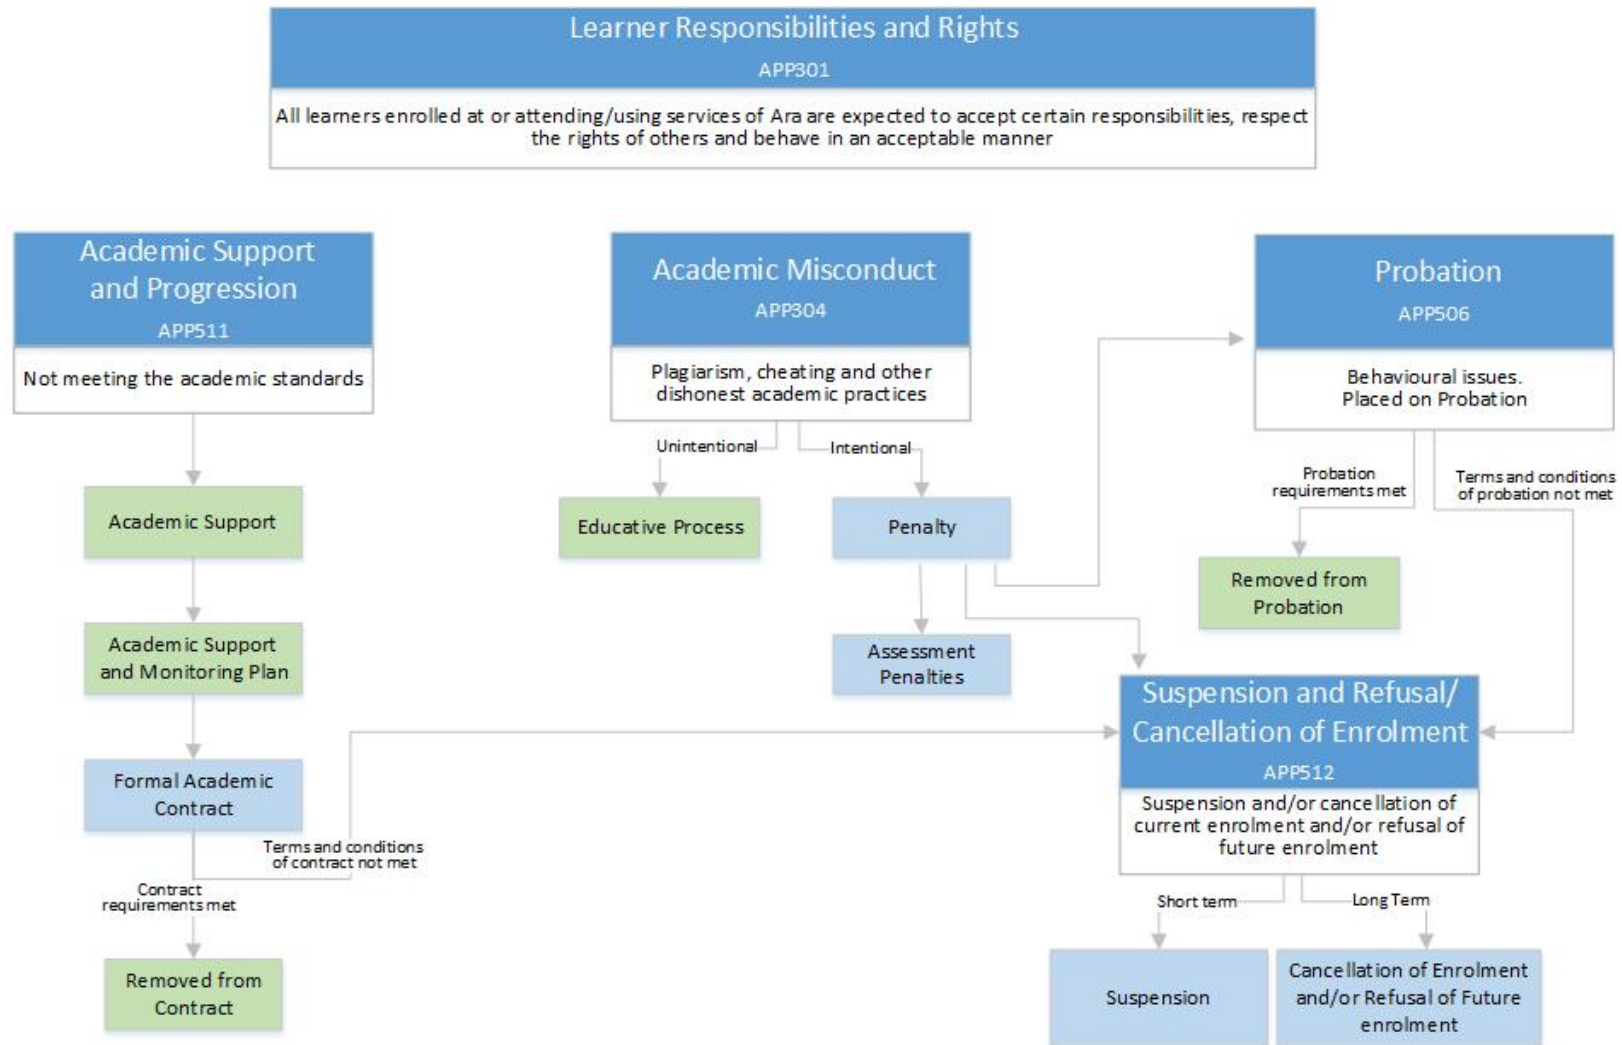 Learner Responsibilities and Rights
APP301
All learners enrolled at or attending/using services of Ara are expected to accept certain responsibilities, respect
the rights of others and behave in an acceptable manner
Academic Support
and Progression
APP511
Not meeting the academic standards
Academic Support
Academic Support
and Monitoring Plan
Formal Academic
Contract
Terms and conditions
of contract not met
Contract
requirements met
Removed from
Contract
Academic Misconduct
APP304
Plagiarism, cheating and other
dishonest academic practices
Unintentional
Intentional
Educative Process
Penalty
Assessment
Penalties
Probation
APP506
Behavioural issues.
Placed on Probation
Probation
requirements met
Terms and conditions
of probation not met
Removed from
Probation
Suspension and Refusal/
Cancellation of Enrolment
APP512
Suspension and/or cancellation of
current enrolment and/or refusal of
future enrolment
Short term
Long Term
Suspension
Cancellation of Enrolment
and/or Refusal of Future
enrolment